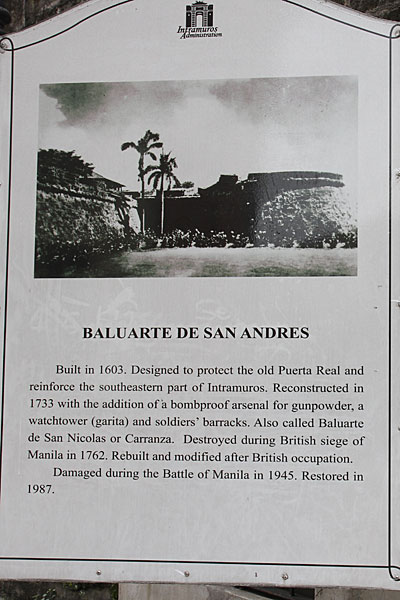 Intramuros
Administration
BALUARTE DE SAN ANDRES
Built in 1603. Designed to protect the old Puerta Real and
reinforce the southeastern part of Intramuros. Reconstructed in
1733 with the addition of a bombproof arsenal for gunpowder, a
watchtower (garita) and soldiers' barracks. Also called Baluarte
de San Nicolas or Carranza. Destroyed during British siege of
Manila in 1762. Rebuilt and modified after British occupation.
Damaged during the Battle of Manila in 1945. Restored in
1987.